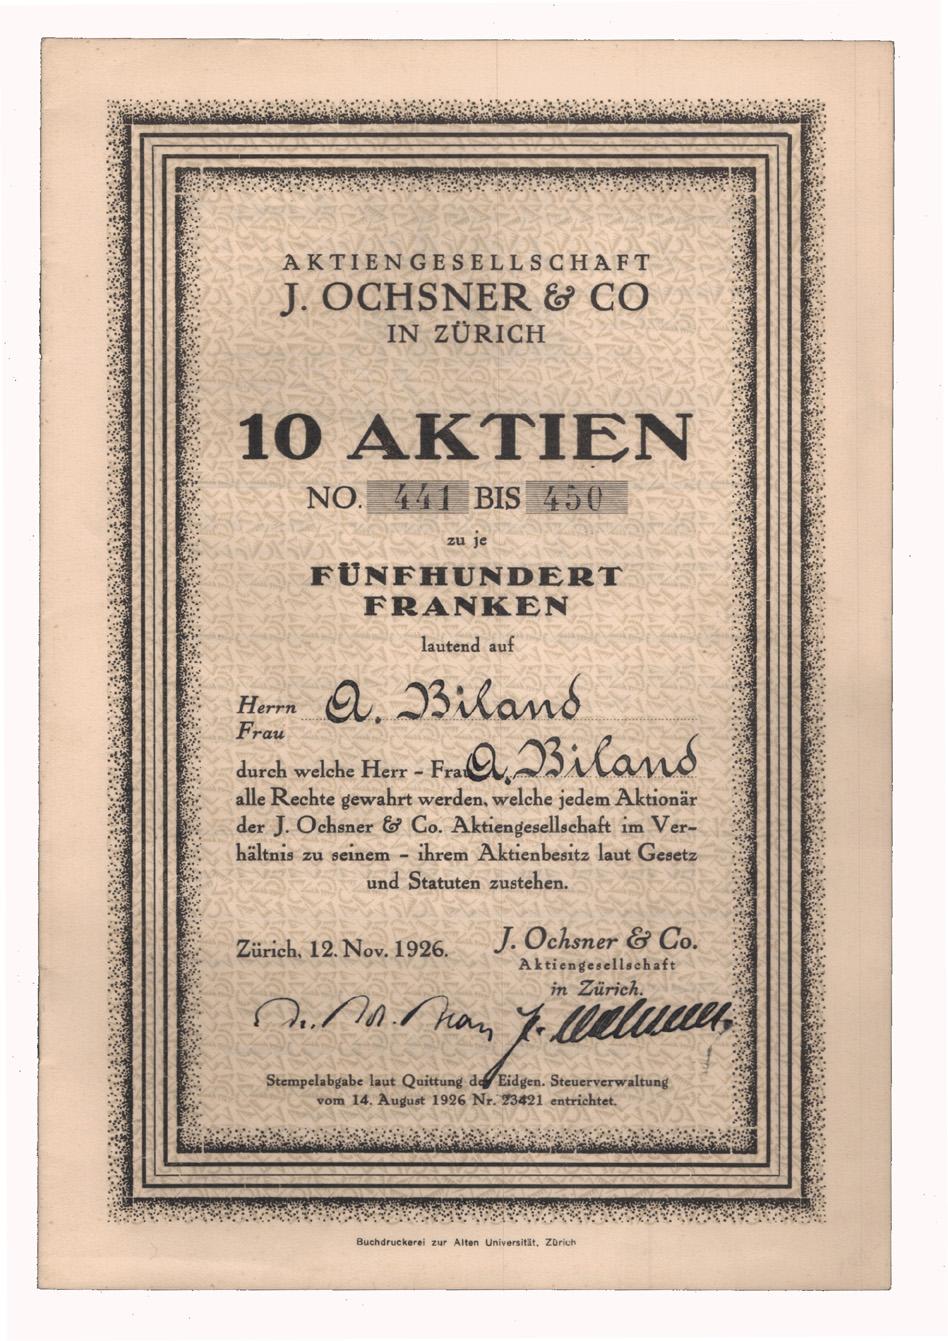 AKTIENGESELLSCHAFT
J. OCHSNER & CO
IN ZÜRICH
10 AKTIEN
NO. 441 BIS 450
zu je
FÜNFHUNDERT
FRANKEN
lautend auf
Herrn A. Biland
Frau
durch welche Herr - Frau A. Biland
alle Rechte gewahrt werden, welche jedem Aktionär
der J. Ochsner & Co. Aktiengesellschaft im Ver-
hältnis zu seinem - ihrem Aktienbesitz laut Gesetz
und Statuten zustehen.
Zürich, 12. Nov. 1926.
J. Ochsner & Co.
Aktiengesellschaft
in Zürich.
Stempelabgabe laut Quittung der Eidgen. Steuerverwaltung
vom 14. August 1926 Nr. 23421 entrichtet.
Buchdruckerei zur Alten Universität, Zürich